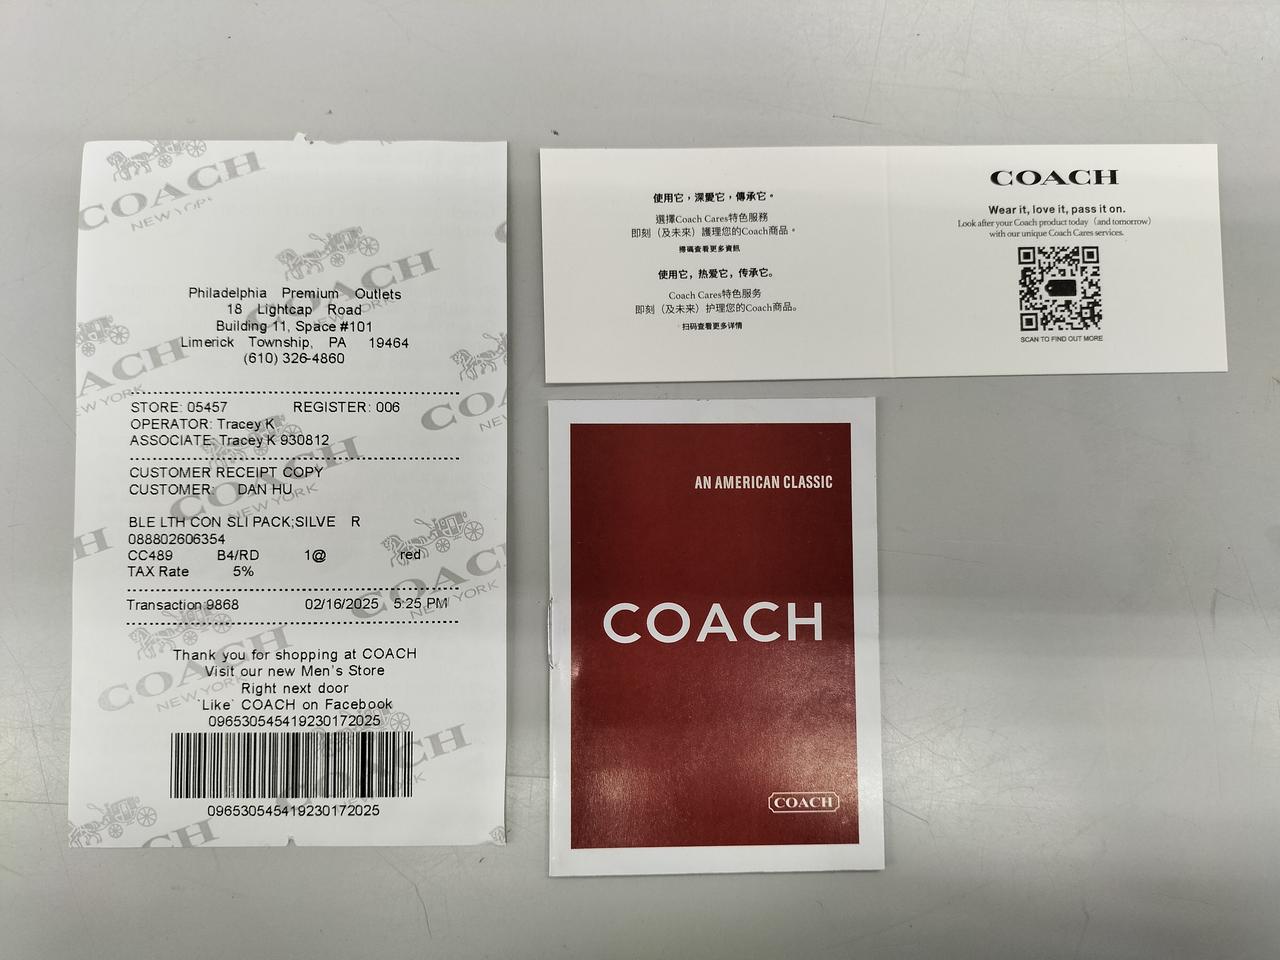 COACH
NEW YORK
Philadelphia Premium Outlets
18 Lightcap Road
Building 11, Space #101
Limerick Township, PA 19464
(610) 326-4860
STORE: 05457 REGISTER: 006
OPERATOR: Tracey K
ASSOCIATE: Tracey K 930812
CUSTOMER RECEIPT COPY
CUSTOMER: DAN HU
BLE LTH CON SLI PACK;SILVE R
088802606354
CC489 B4/RD 1@ red
TAX Rate 5%
Transaction 9868 02/16/2025 5:25 PM
Thank you for shopping at COACH
Visit our new Men's Store
Right next door
`Like` COACH on Facebook
096530545419230172025
096530545419230172025
使用它，深愛它，傳承它。
選擇Coach Cares特色服務
即刻（及未來）護理您的Coach商品。
掃碼查看更多資訊
使用它，热爱它，传承它。
Coach Cares特色服务
即刻（及未来）护理您的Coach商品。
扫码查看更多详情
COACH
Wear it, love it, pass it on.
Look after your Coach product today (and tomorrow)
with our unique Coach Cares services.
SCAN TO FIND OUT MORE
AN AMERICAN CLASSIC
COACH
COACH